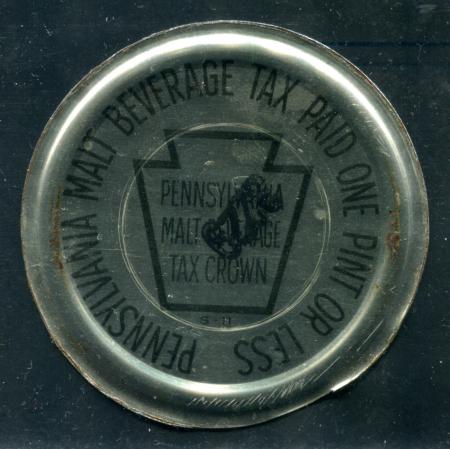 PENNSYLVANIA MALT BEVERAGE TAX PAID ONE PINT OR LESS
PENNSYLVANIA
MALT BEVERAGE
TAX CROWN
S-H